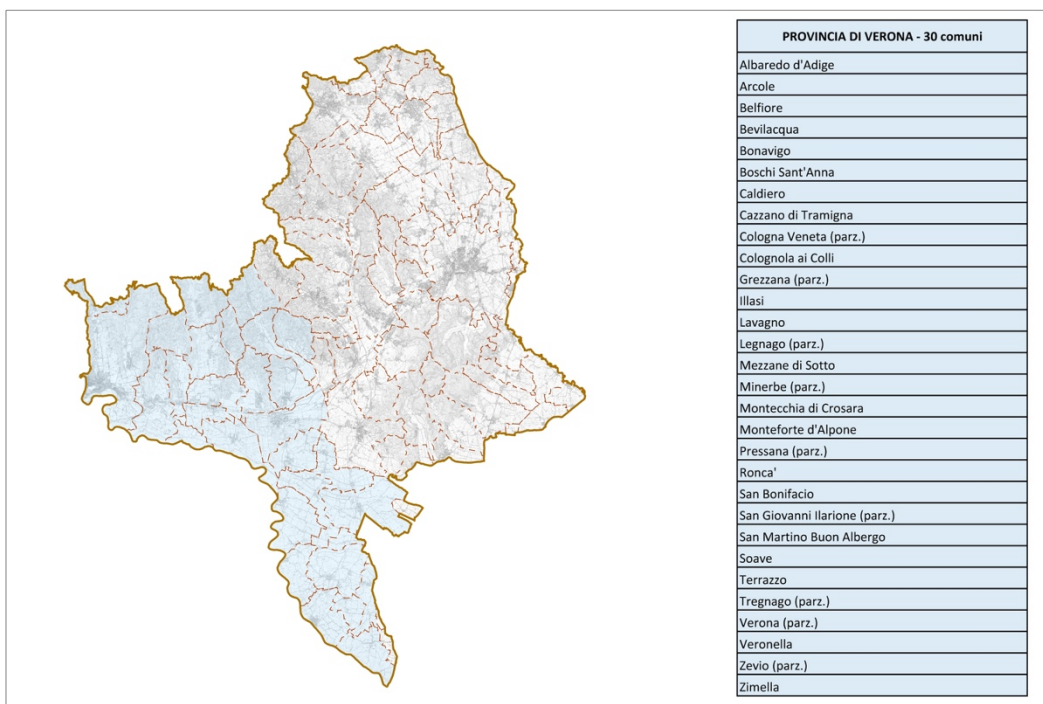 PROVINCIA DI VERONA - 30 comuni
Albaredo d'Adige
Arcole
Belfiore
Bevilacqua
Bonavigo
Boschi Sant'Anna
Caldiero
Cazzano di Tramigna
Cologna Veneta (parz.)
Colognola ai Colli
Grezzana (parz.)
Illasi
Lavagno
Legnago (parz.)
Mezzane di Sotto
Minerbe (parz.)
Montecchia di Crosara
Monteforte d'Alpone
Pressana (parz.)
Ronca'
San Bonifacio
San Giovanni Ilarione (parz.)
San Martino Buon Albergo
Soave
Terrazzo
Tregnago (parz.)
Verona (parz.)
Veronella
Zevio (parz.)
Zimella